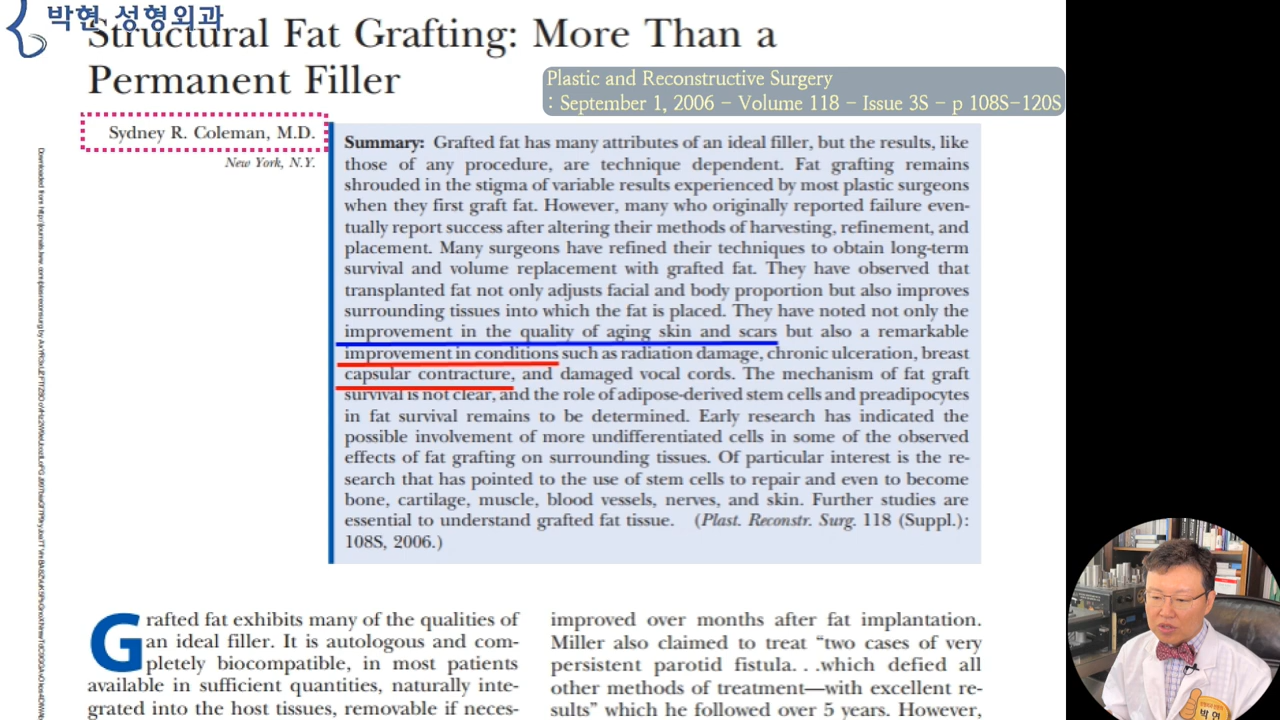 박현 성형외과
Structural Fat Grafting: More Than a
Permanent Filler
Plastic and Reconstructive Surgery
: September 1, 2006 – Volume 118 – Issue 3S – p 108S–120S
Sydney R. Coleman, M.D.
New York, N.Y.
Summary: Grafted fat has many attributes of an ideal filler, but the results, like
those of any procedure, are technique dependent. Fat grafting remains
shrouded in the stigma of variable results experienced by most plastic surgeons
when they first graft fat. However, many who originally reported failure even-
tually report success after altering their methods of harvesting, refinement, and
placement. Many surgeons have refined their techniques to obtain long-term
survival and volume replacement with grafted fat. They have observed that
transplanted fat not only adjusts facial and body proportion but also improves
surrounding tissues into which the fat is placed. They have noted not only the
improvement in the quality of aging skin and scars but also a remarkable
improvement in conditions such as radiation damage, chronic ulceration, breast
capsular contracture, and damaged vocal cords. The mechanism of fat graft
survival is not clear, and the role of adipose-derived stem cells and preadipocytes
in fat survival remains to be determined. Early research has indicated the
possible involvement of more undifferentiated cells in some of the observed
effects of fat grafting on surrounding tissues. Of particular interest is the re-
search that has pointed to the use of stem cells to repair and even to become
bone, cartilage, muscle, blood vessels, nerves, and skin. Further studies are
essential to understand grafted fat tissue. (Plast. Reconstr. Surg. 118 (Suppl.):
108S, 2006.)
Grafted fat exhibits many of the qualities of
an ideal filler. It is autologous and com-
pletely biocompatible, in most patients
available in sufficient quantities, naturally inte-
grated into the host tissues, removable if neces-
improved over months after fat implantation.
Miller also claimed to treat “two cases of very
persistent parotid fistula. . .which defied all
other methods of treatment—with excellent re-
sults” which he followed over 5 years. However,
박현